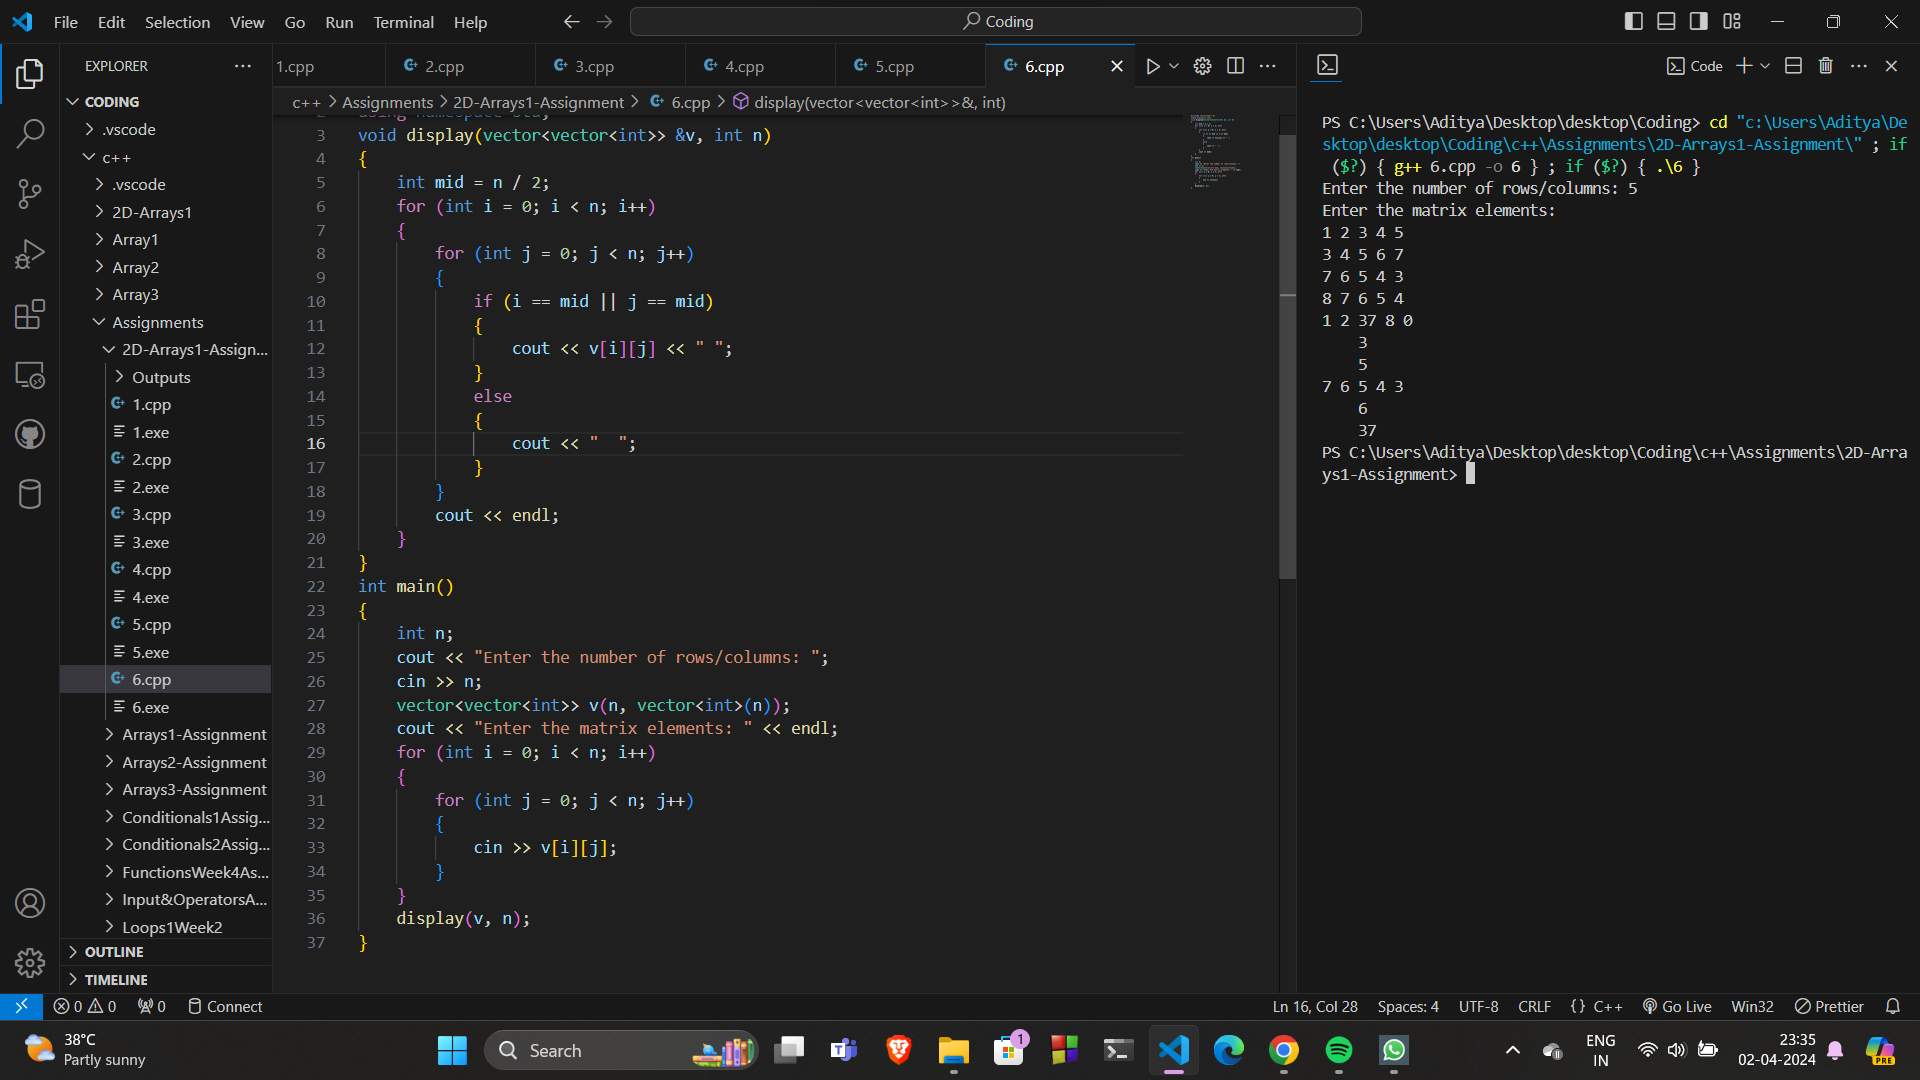 File Edit Selection View Go Run Terminal Help
Coding
EXPLORER
CODING
.vscode
c++
.vscode
2D-Arrays1
Array1
Array2
Array3
Assignments
2D-Arrays1-Assign...
Outputs
1.cpp
1.exe
2.cpp
2.exe
3.cpp
3.exe
4.cpp
4.exe
5.cpp
5.exe
6.cpp
6.exe
Arrays1-Assignment
Arrays2-Assignment
Arrays3-Assignment
Conditionals1Assig...
Conditionals2Assig...
FunctionsWeek4As...
Input&OperatorsA...
Loops1Week2
OUTLINE
TIMELINE
1.cpp 2.cpp 3.cpp 4.cpp 5.cpp 6.cpp
c++ > Assignments > 2D-Arrays1-Assignment > 6.cpp > display(vector<vector<int>>&, int)
2 using namespace std;
3 void display(vector<vector<int>> &v, int n)
4 {
5 int mid = n / 2;
6 for (int i = 0; i < n; i++)
7 {
8 for (int j = 0; j < n; j++)
9 {
10 if (i == mid || j == mid)
11 {
12 cout << v[i][j] << " ";
13 }
14 else
15 {
16 cout << "  ";
17 }
18 }
19 cout << endl;
20 }
21 }
22 int main()
23 {
24 int n;
25 cout << "Enter the number of rows/columns: ";
26 cin >> n;
27 vector<vector<int>> v(n, vector<int>(n));
28 cout << "Enter the matrix elements: " << endl;
29 for (int i = 0; i < n; i++)
30 {
31 for (int j = 0; j < n; j++)
32 {
33 cin >> v[i][j];
34 }
35 }
36 display(v, n);
37 }
Code
PS C:\Users\Aditya\Desktop\desktop\Coding> cd "c:\Users\Aditya\De
sktop\desktop\Coding\c++\Assignments\2D-Arrays1-Assignment\" ; if
($?) { g++ 6.cpp -o 6 } ; if ($?) { .\6 }
Enter the number of rows/columns: 5
Enter the matrix elements:
1 2 3 4 5
3 4 5 6 7
7 6 5 4 3
8 7 6 5 4
1 2 37 8 0
3
5
7 6 5 4 3
6
37
PS C:\Users\Aditya\Desktop\desktop\Coding\c++\Assignments\2D-Arra
ys1-Assignment>
0 0 0 Connect
Ln 16, Col 28 Spaces: 4 UTF-8 CRLF {} C++ Go Live Win32 Prettier
38°C
Partly sunny
Search
1
ENG
IN
23:35
02-04-2024
PRE